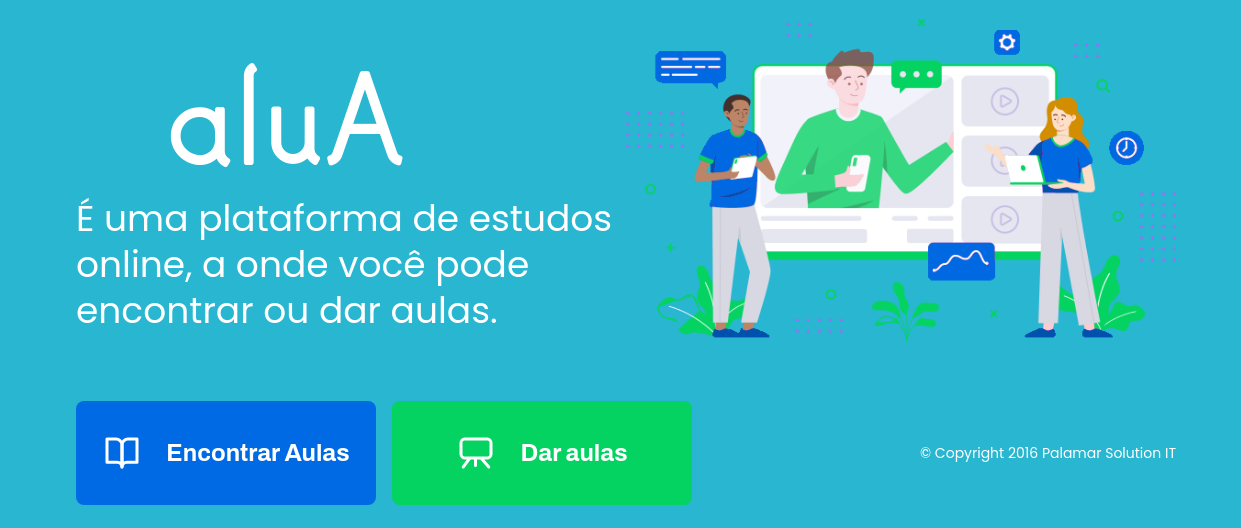 aluA
É uma plataforma de estudos
online, a onde você pode
encontrar ou dar aulas.
Encontrar Aulas
Dar aulas
© Copyright 2016 Palamar Solution IT